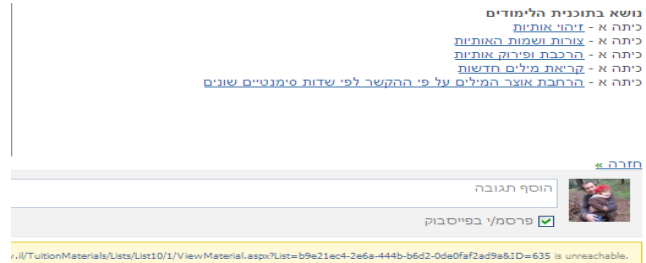 נושא בתוכנית הלימודים
כיתה א - זיהוי אותיות
כיתה א - צורות ושמות האותיות
כיתה א - הרכבת ופירוק אותיות
כיתה א - קריאת מילים חדשות
כיתה א - הרחבת אוצר המילים על פי ההקשר לפי שדות סימנטיים שונים
חזרה »
הוסף תגובה
פרסמ/י בפייסבוק
.il/TuitionMaterials/Lists/List10/1/ViewMaterial.aspx?List=b9e21ec4-2e6a-444b-b6d2-0de0faf2ad9a&ID=635 is unreachable.